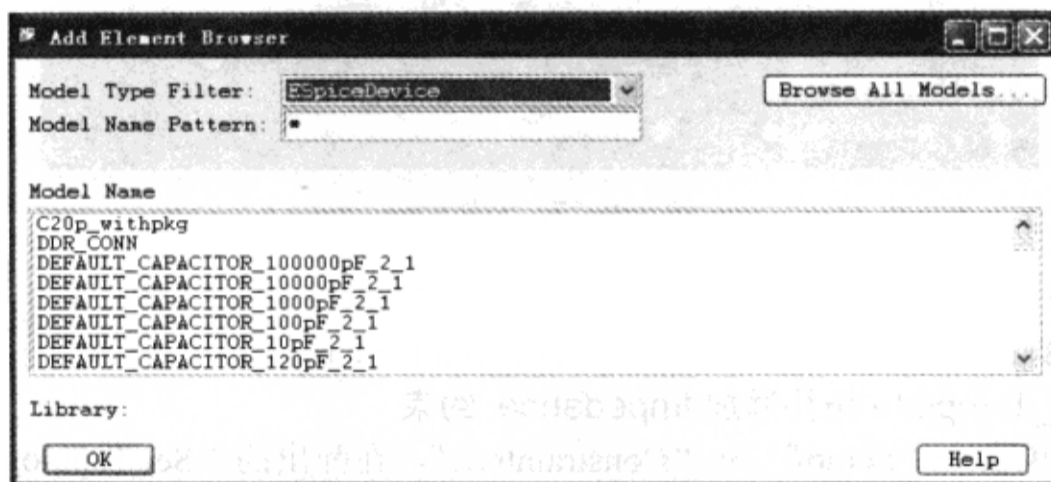 Add Element Browser
Model Type Filter: ESpiceDevice Browse All Models...
Model Name Pattern: *
Model Name
C20p_withpkg
DDR_CONN
DEFAULT_CAPACITOR_100000pF_2_1
DEFAULT_CAPACITOR_10000pF_2_1
DEFAULT_CAPACITOR_1000pF_2_1
DEFAULT_CAPACITOR_100pF_2_1
DEFAULT_CAPACITOR_10pF_2_1
DEFAULT_CAPACITOR_120pF_2_1
Library:
OK Help